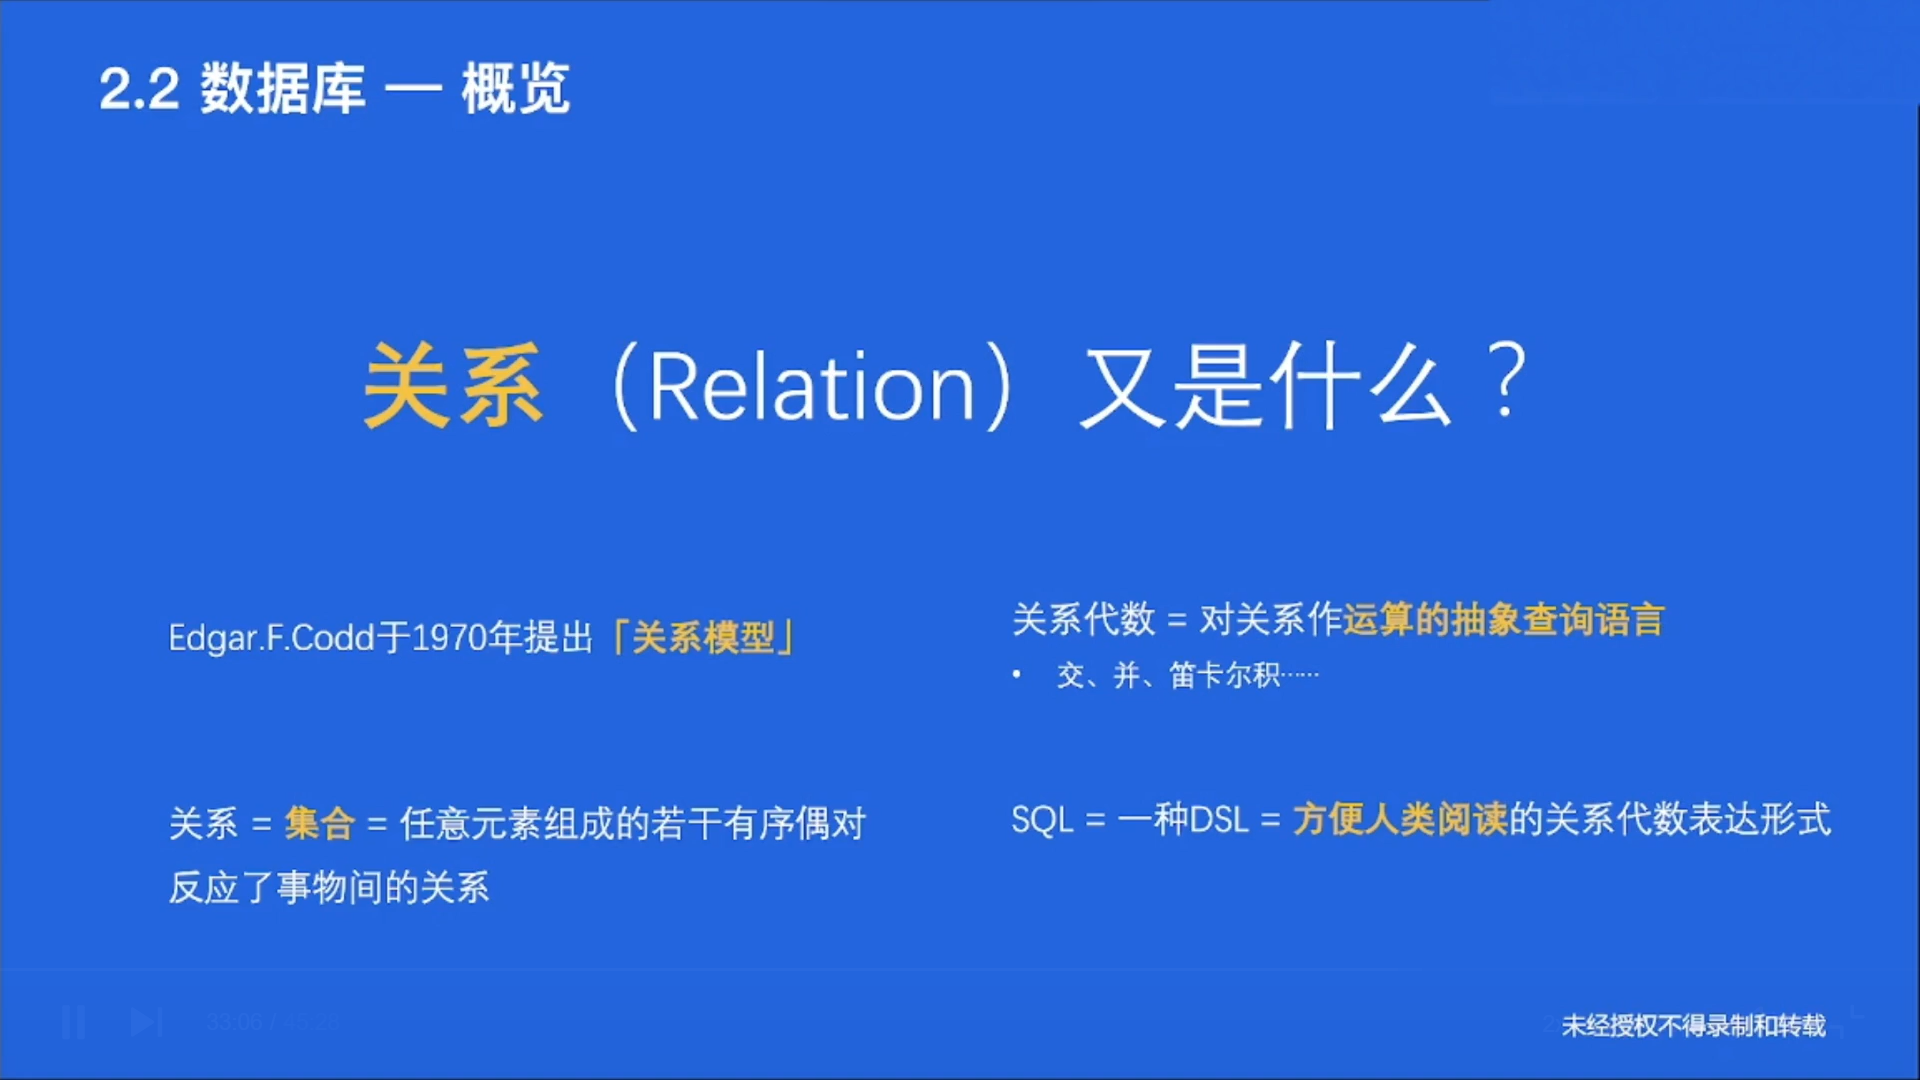 2.2 数据库 — 概览
关系（Relation）又是什么？
Edgar.F.Codd于1970年提出「关系模型」
关系 = 集合 = 任意元素组成的若干有序偶对
反应了事物间的关系
关系代数 = 对关系作运算的抽象查询语言
• 交、并、笛卡尔积……
SQL = 一种DSL = 方便人类阅读的关系代数表达形式
33:06 / 45:28
未经授权不得录制和转载